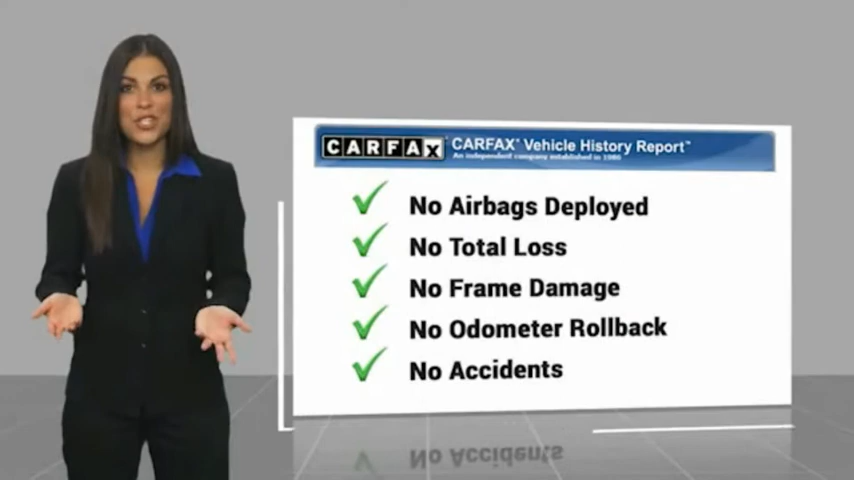 CARFAX CARFAX® Vehicle History Report™
An independent company established in 1986
No Airbags Deployed
No Total Loss
No Frame Damage
No Odometer Rollback
No Accidents
No Accidents